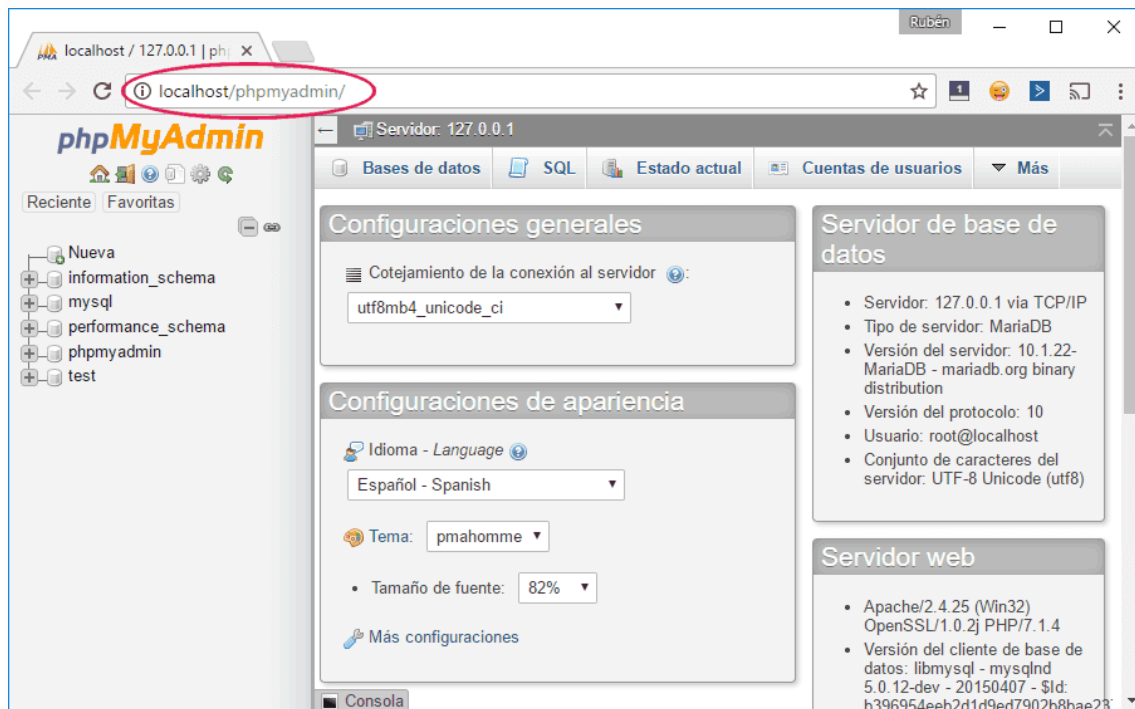 Rubén
localhost / 127.0.0.1 | ph
localhost/phpmyadmin/
1
phpMyAdmin
Reciente Favoritas
Nueva
information_schema
mysql
performance_schema
phpmyadmin
test
Servidor: 127.0.0.1
Bases de datos SQL Estado actual Cuentas de usuarios Más
Configuraciones generales
Cotejamiento de la conexión al servidor :
utf8mb4_unicode_ci
Configuraciones de apariencia
Idioma - Language
Español - Spanish
Tema: pmahomme
• Tamaño de fuente: 82%
Más configuraciones
Consola
Servidor de base de
datos
• Servidor: 127.0.0.1 via TCP/IP
• Tipo de servidor: MariaDB
• Versión del servidor: 10.1.22-
MariaDB - mariadb.org binary
distribution
• Versión del protocolo: 10
• Usuario: root@localhost
• Conjunto de caracteres del
servidor: UTF-8 Unicode (utf8)
Servidor web
• Apache/2.4.25 (Win32)
OpenSSL/1.0.2j PHP/7.1.4
• Versión del cliente de base de
datos: libmysql - mysqlnd
5.0.12-dev - 20150407 - $Id: